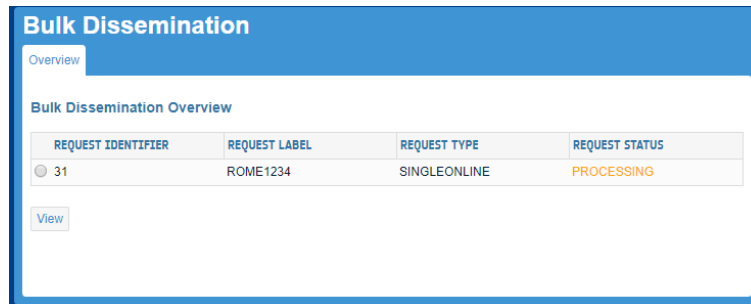 Bulk Dissemination
Overview
Bulk Dissemination Overview
REQUEST IDENTIFIER REQUEST LABEL REQUEST TYPE REQUEST STATUS
31 ROME1234 SINGLEONLINE PROCESSING
View